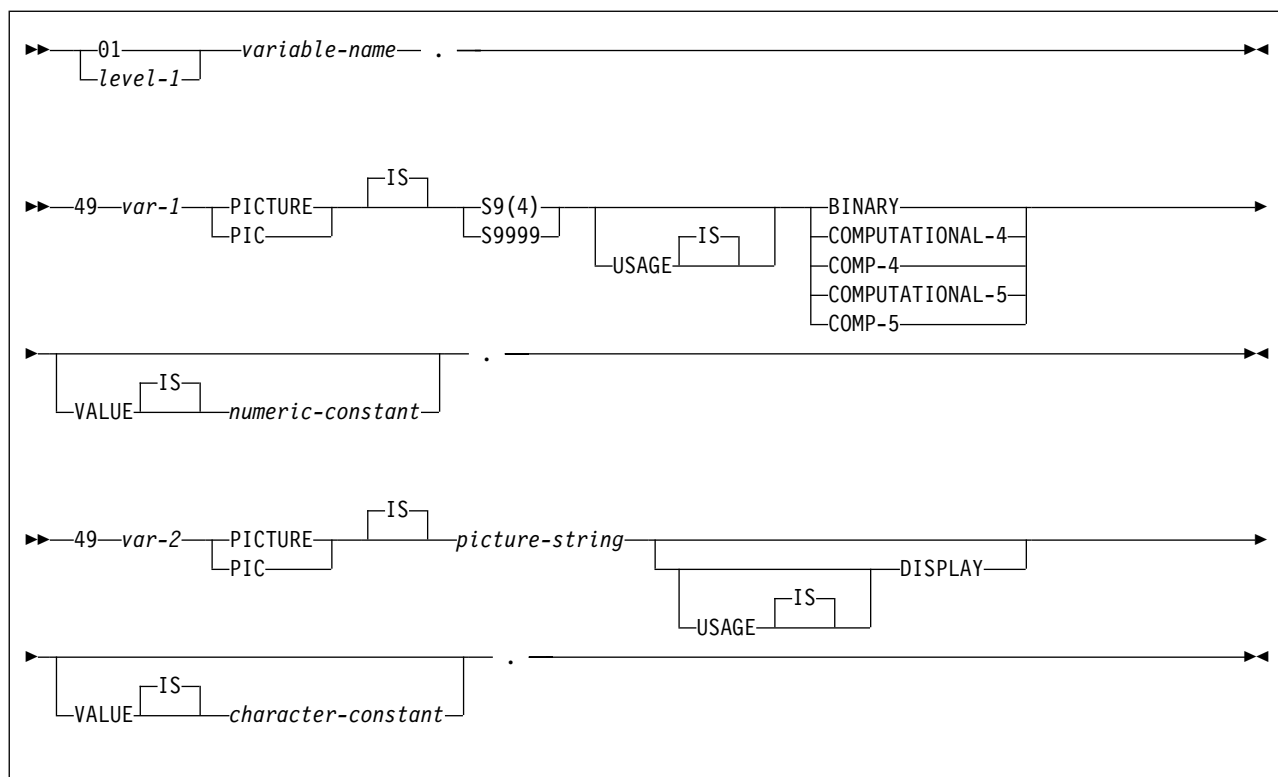 01 variable-name .
level-1
IS
49 var-1 PICTURE S9(4) BINARY
PIC S9999 IS COMPUTATIONAL-4
USAGE COMP-4
COMPUTATIONAL-5
COMP-5
.
IS
VALUE numeric-constant
IS
49 var-2 PICTURE picture-string
PIC DISPLAY
IS
USAGE
.
IS
VALUE character-constant